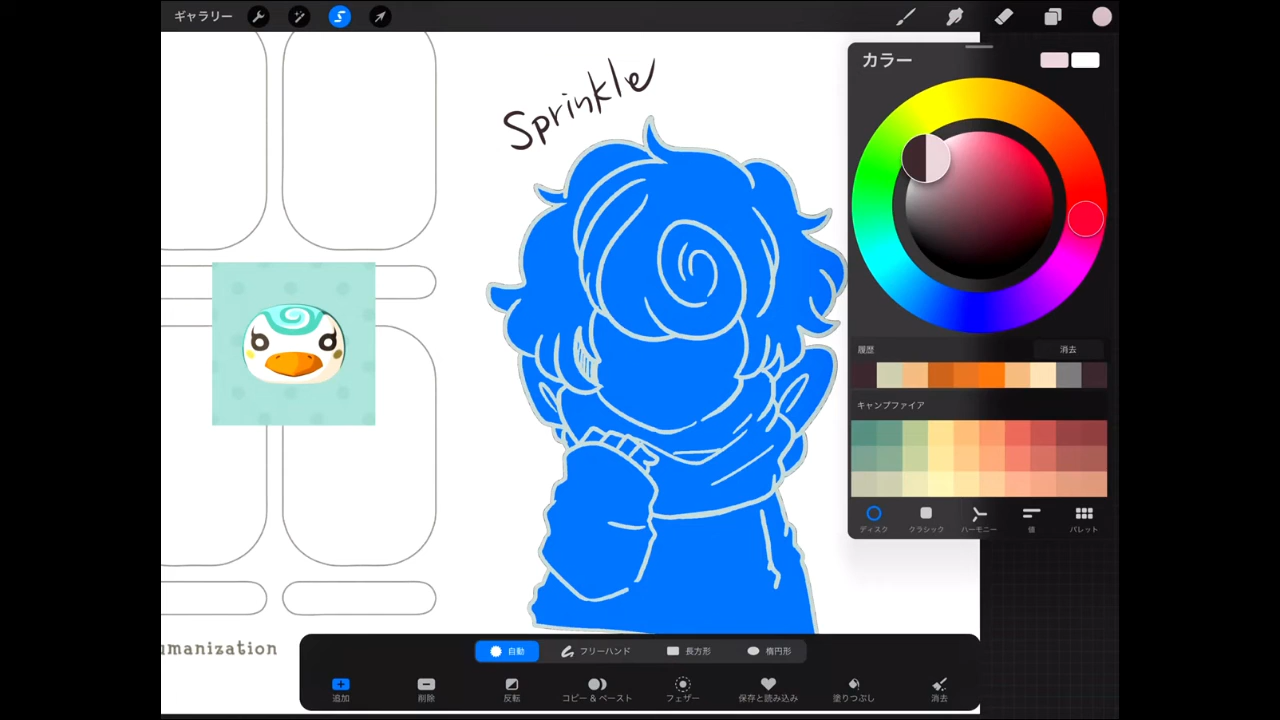 ギャラリー
Sprinkle
カラー
履歴
消去
キャンプファイア
ディスク
クラシック
ハーモニー
値
パレット
umanization
自動
フリーハンド
長方形
楕円形
追加
削除
反転
コピー & ペースト
フェザー
保存と読み込み
塗りつぶし
消去